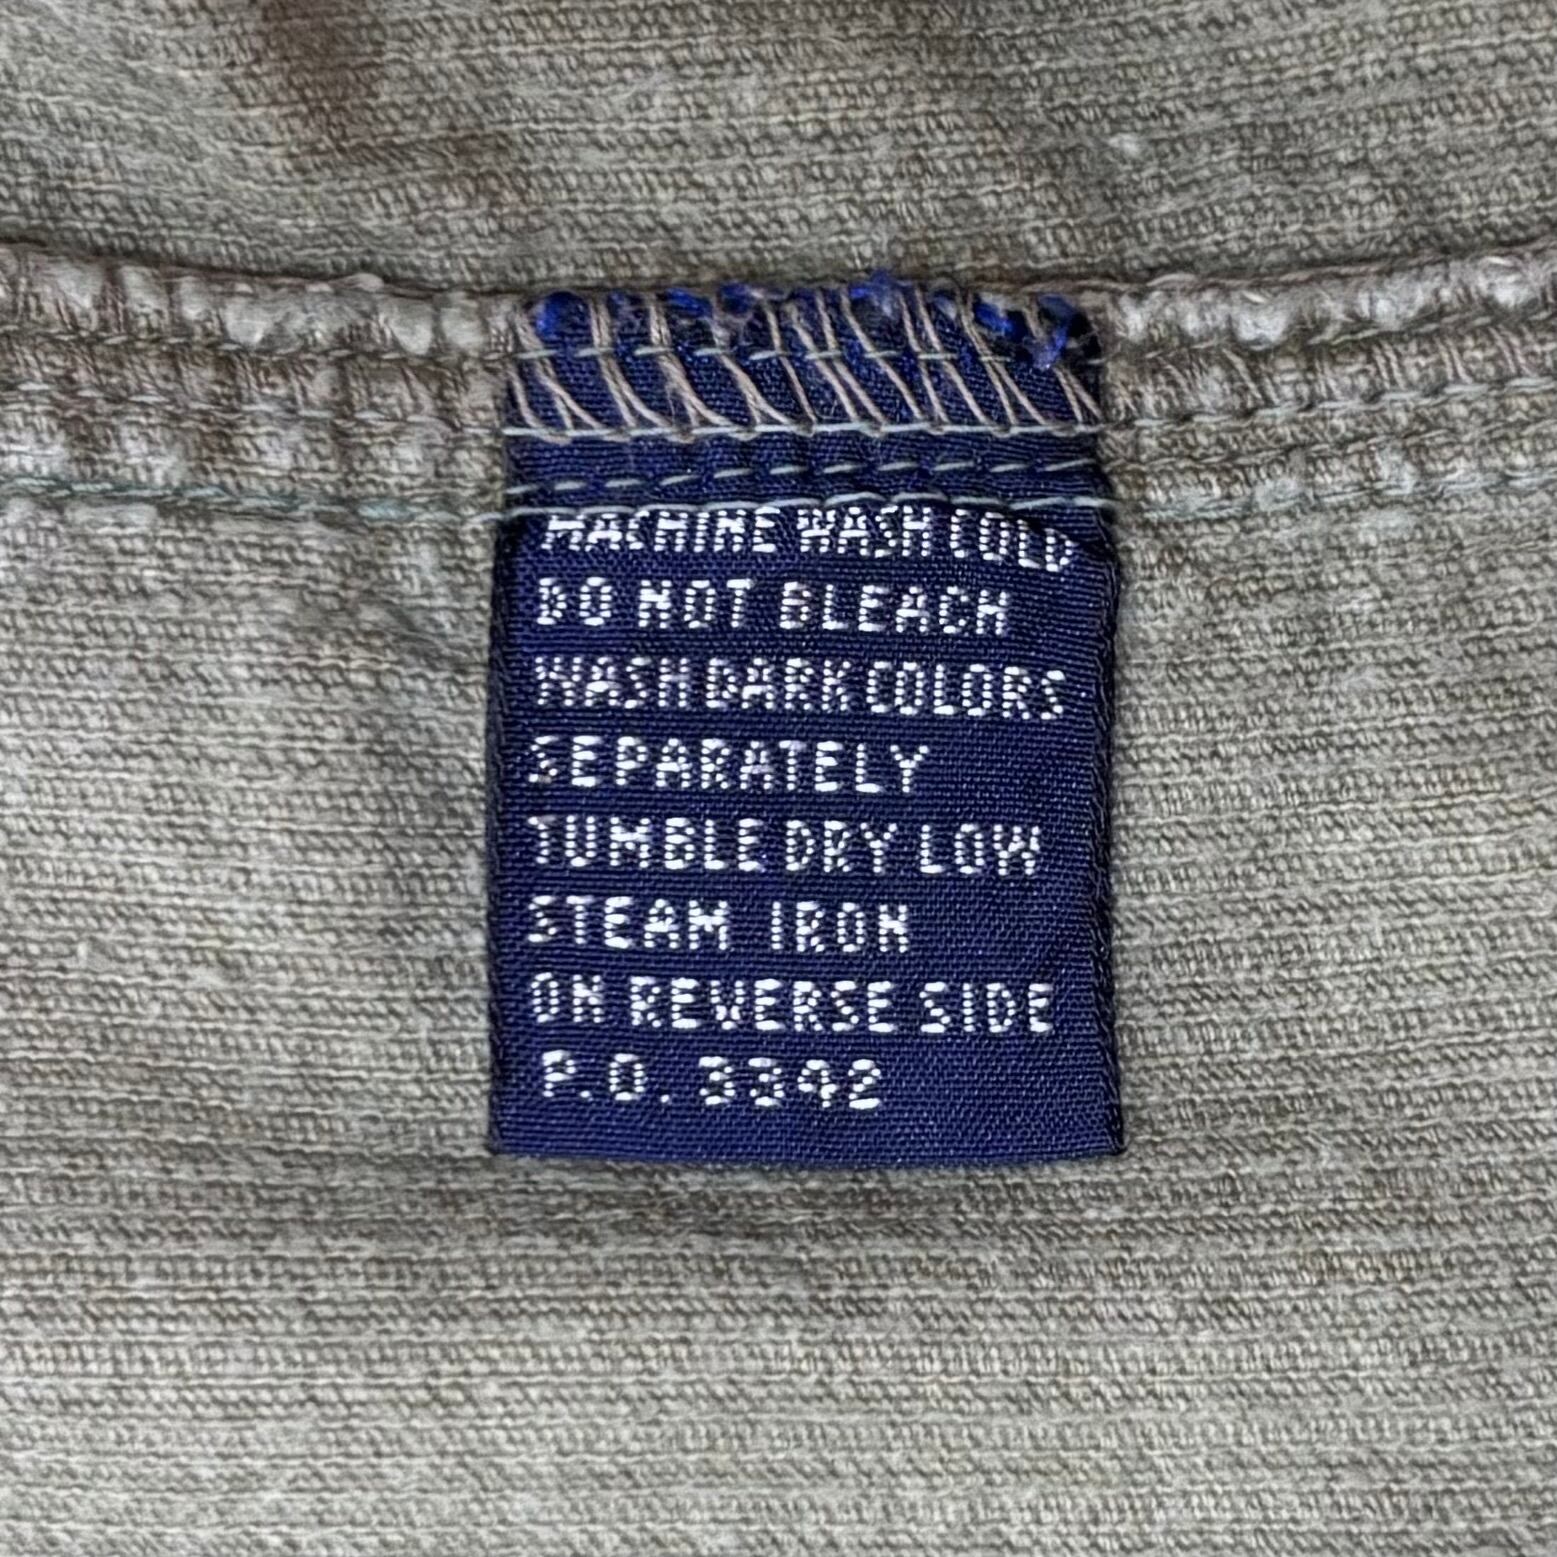 MACHINE WASH COLD
DO NOT BLEACH
WASH DARK COLORS
SEPARATELY
TUMBLE DRY LOW
STEAM IRON
ON REVERSE SIDE
P.O. 3342